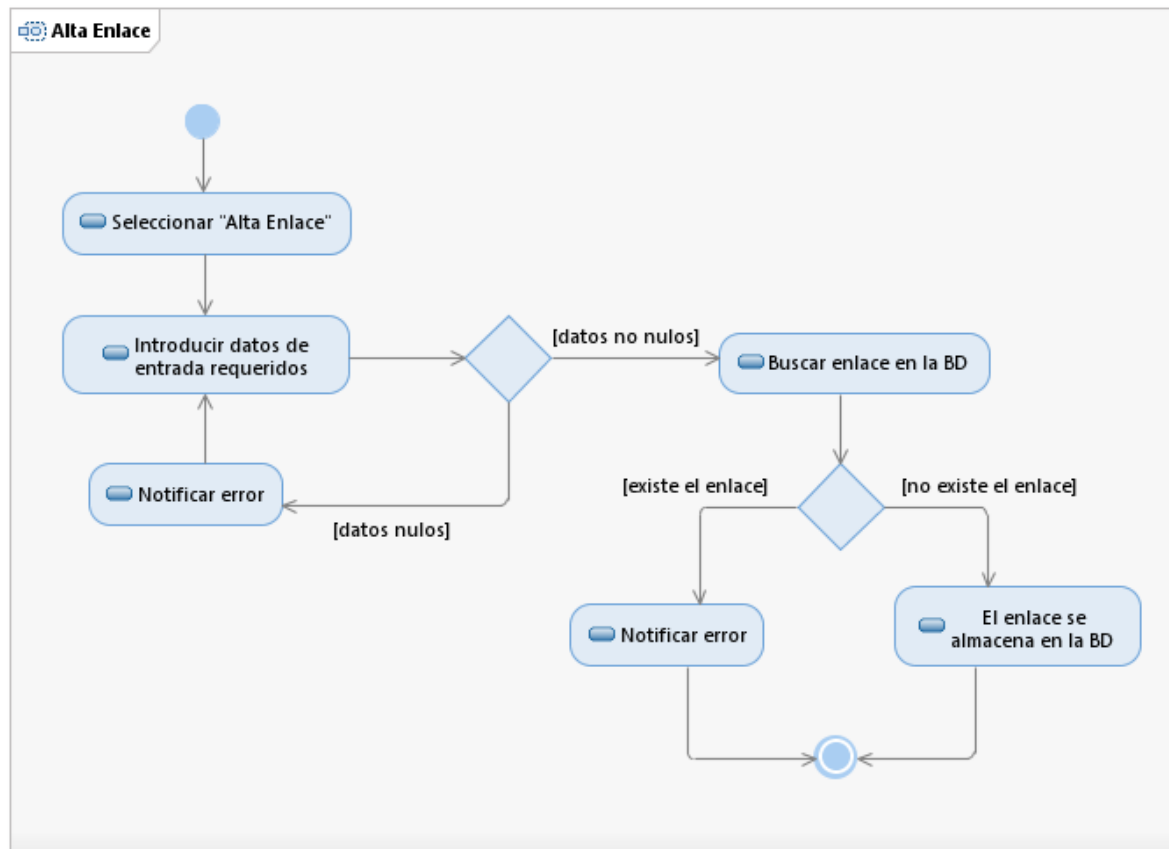 Alta Enlace
Seleccionar "Alta Enlace"
Introducir datos de
entrada requeridos
[datos no nulos]
Buscar enlace en la BD
Notificar error
[datos nulos]
[existe el enlace]
[no existe el enlace]
Notificar error
El enlace se
almacena en la BD